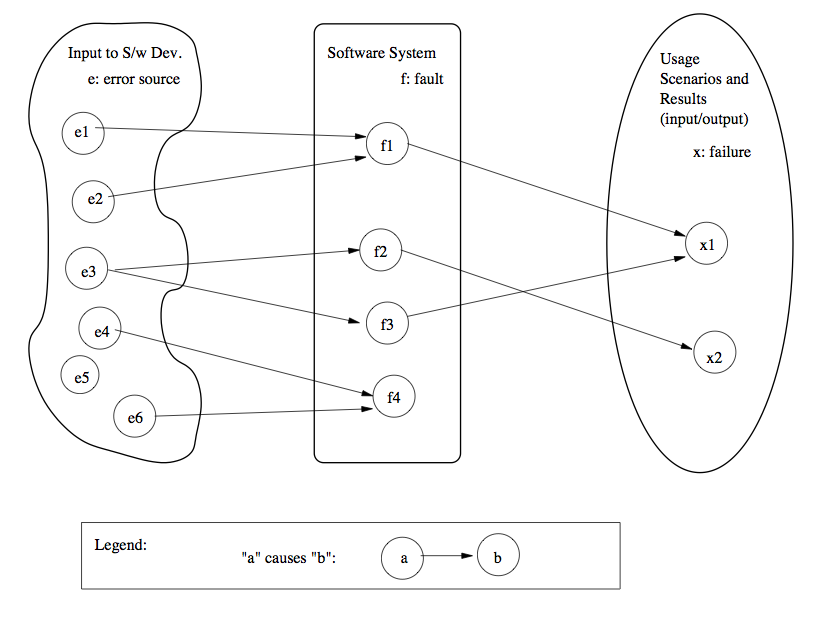 Input to S/w Dev.
e: error source
e1
e2
e3
e4
e5
e6
Software System
f: fault
f1
f2
f3
f4
Usage
Scenarios and
Results
(input/output)
x: failure
x1
x2
Legend:
"a" causes "b":
a
b